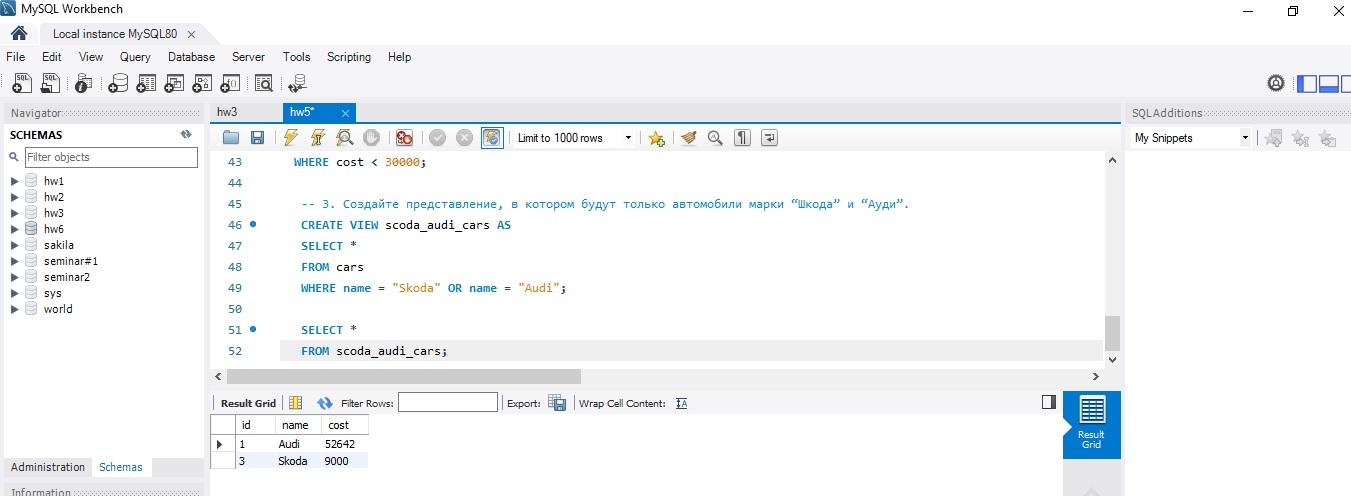 MySQL Workbench
Local instance MySQL80
File Edit View Query Database Server Tools Scripting Help
Navigator
SCHEMAS
Filter objects
hw1
hw2
hw3
hw6
sakila
seminar#1
seminar2
sys
world
Administration Schemas
Information
hw3 hw5*
Limit to 1000 rows
43 WHERE cost < 30000;
44
45 -- 3. Создайте представление, в котором будут только автомобили марки “Шкода” и “Ауди”.
46 CREATE VIEW scoda_audi_cars AS
47 SELECT *
48 FROM cars
49 WHERE name = "Skoda" OR name = "Audi";
50
51 SELECT *
52 FROM scoda_audi_cars;
Result Grid Filter Rows: Export: Wrap Cell Content:
id name cost
1 Audi 52642
3 Skoda 9000
Result
Grid
SQLAdditions
My Snippets